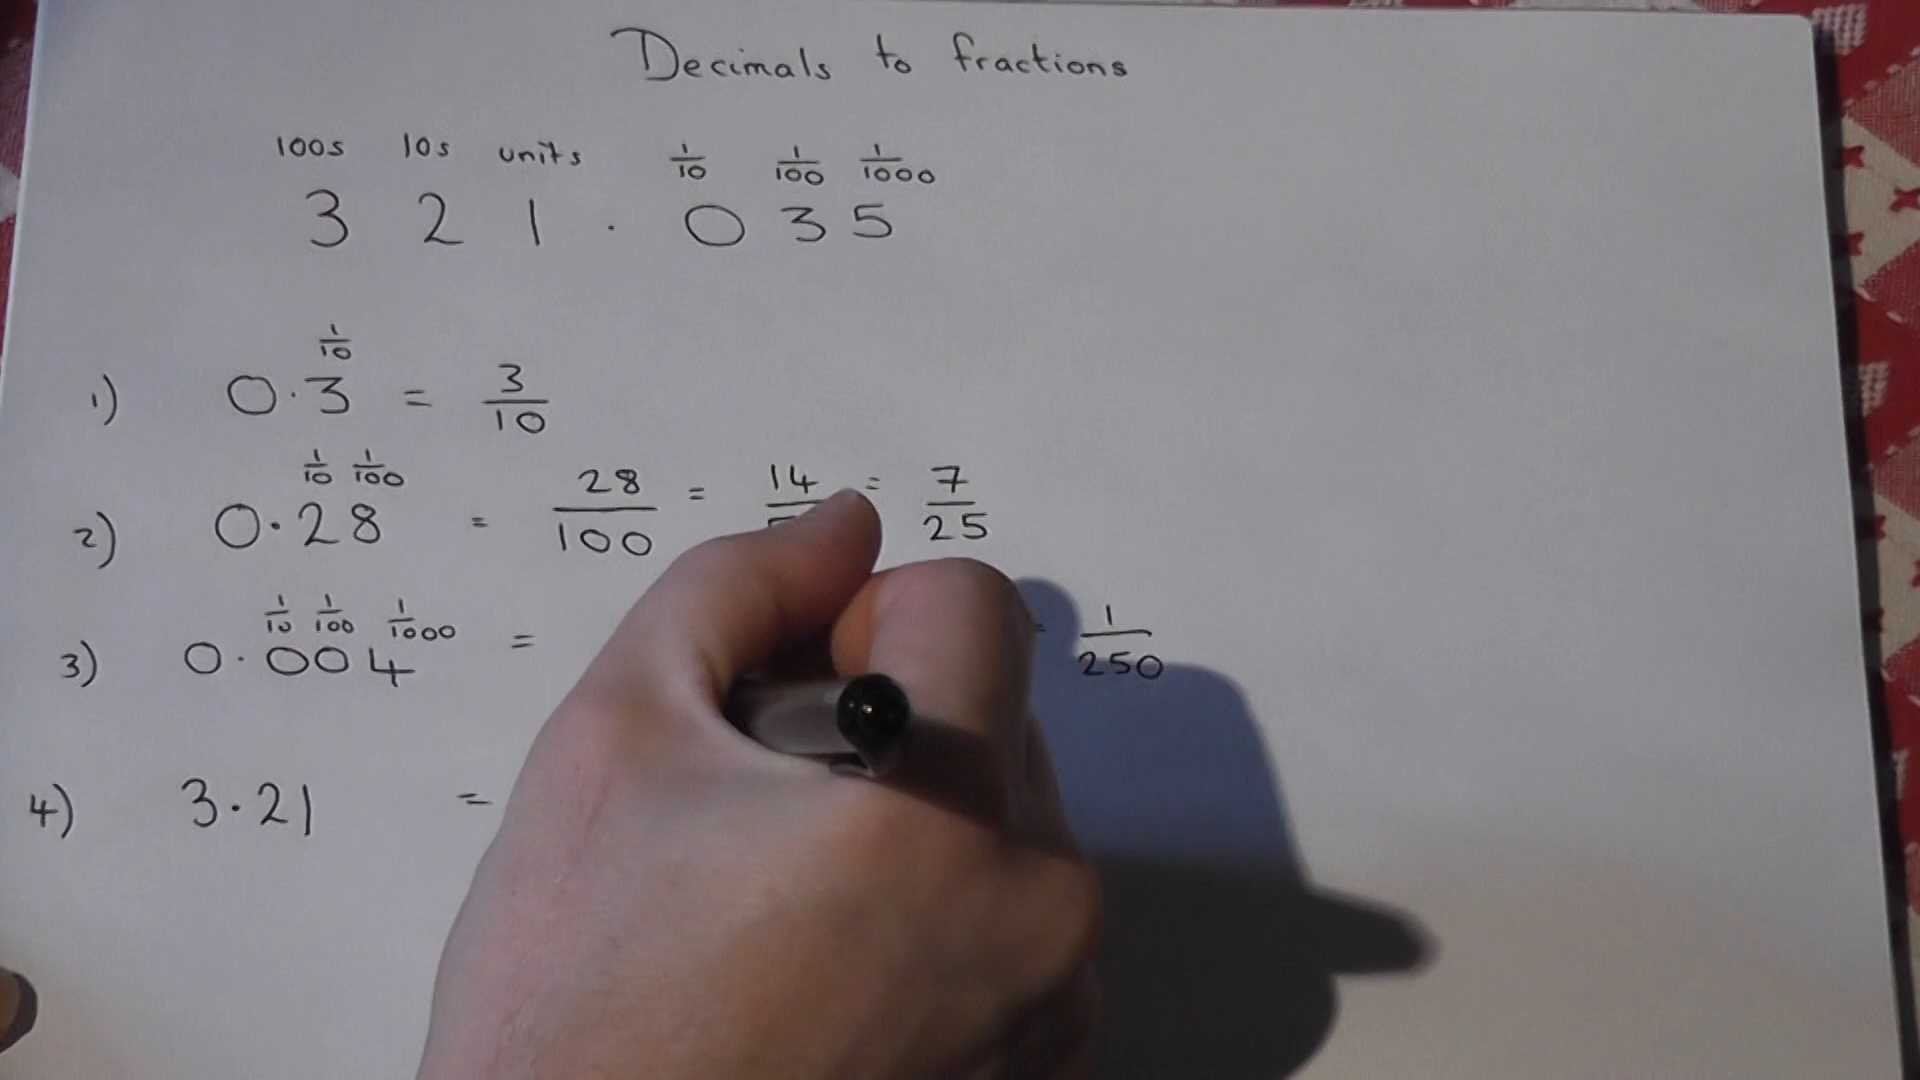 Decimals to fractions
100s 10s units 1/10 1/100 1/1000
3 2 1 . 0 3 5
1/10
1) 0.3 = 3/10
1/10 1/100
2) 0.28 = 28/100 = 14/ = 7/25
1/10 1/100 1/1000
3) 0.004 = = 1/250
4) 3.21 =